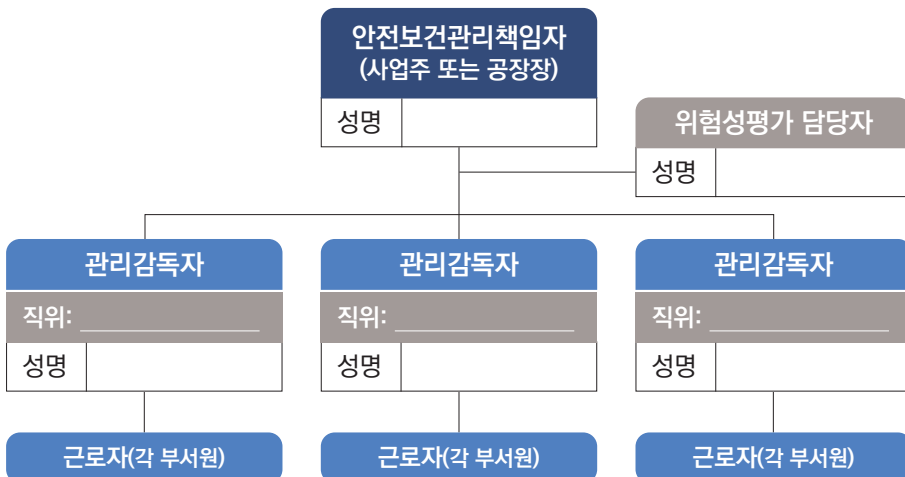 안전보건관리책임자
(사업주 또는 공장장)
성명
위험성평가 담당자
성명
관리감독자
직위:
성명
관리감독자
직위:
성명
관리감독자
직위:
성명
근로자(각 부서원)
근로자(각 부서원)
근로자(각 부서원)